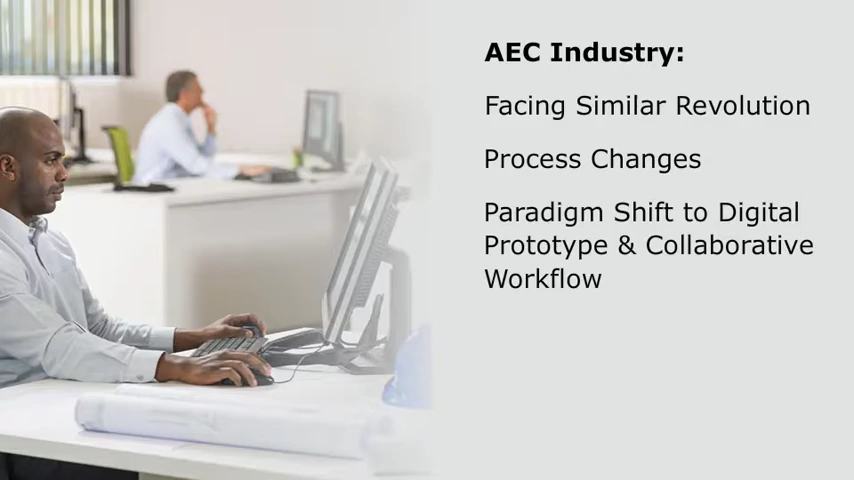 AEC Industry:
Facing Similar Revolution
Process Changes
Paradigm Shift to Digital
Prototype & Collaborative
Workflow